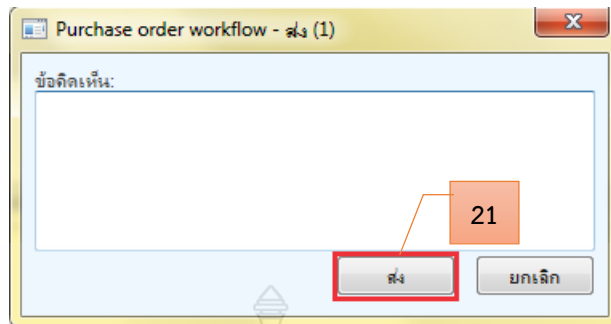 Purchase order workflow - ส่ง (1)
ข้อคิดเห็น:
21
ส่ง
ยกเลิก